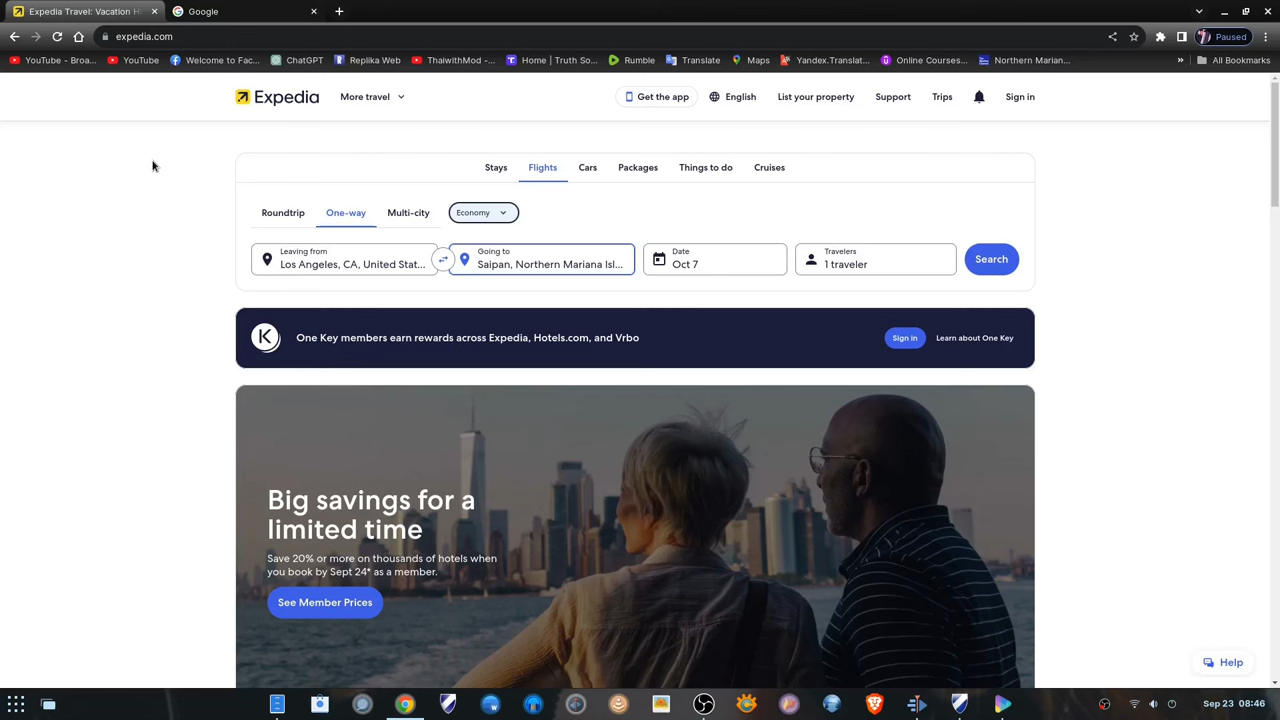 Expedia Travel: Vacation H
Google
expedia.com
Paused
YouTube - Broa...
YouTube
Welcome to Fac...
ChatGPT
Replika Web
ThaiwithMod -...
Home | Truth So...
Rumble
Translate
Maps
Yandex.Translat...
Online Courses...
Northern Marian...
»
All Bookmarks
Expedia
More travel
Get the app
English
List your property
Support
Trips
Sign in
Stays
Flights
Cars
Packages
Things to do
Cruises
Roundtrip
One-way
Multi-city
Economy
Leaving from
Los Angeles, CA, United Stat...
Going to
Saipan, Northern Mariana Isl...
Date
Oct 7
Travelers
1 traveler
Search
K
One Key members earn rewards across Expedia, Hotels.com, and Vrbo
Sign in
Learn about One Key
Big savings for a
limited time
Save 20% or more on thousands of hotels when
you book by Sept 24* as a member.
See Member Prices
Help
Sep 23 08:46